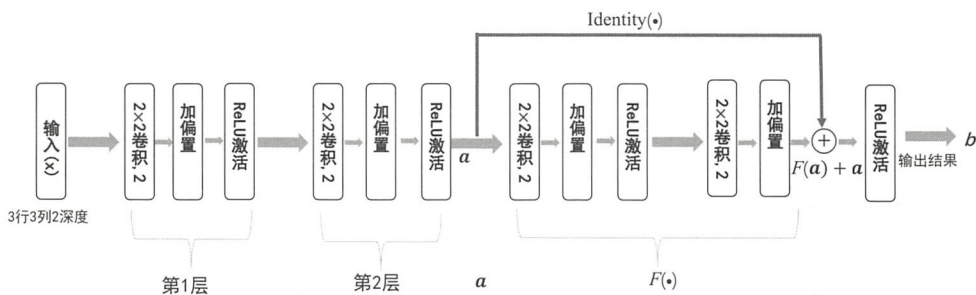 Identity(•)
输入(x)
2×2卷积, 2
加偏置
ReLU激活
2×2卷积, 2
加偏置
ReLU激活
a
2×2卷积, 2
加偏置
ReLU激活
2×2卷积, 2
加偏置
+
F(a) + a
ReLU激活
输出结果
b
3行3列2深度
第1层
第2层
a
F(•)